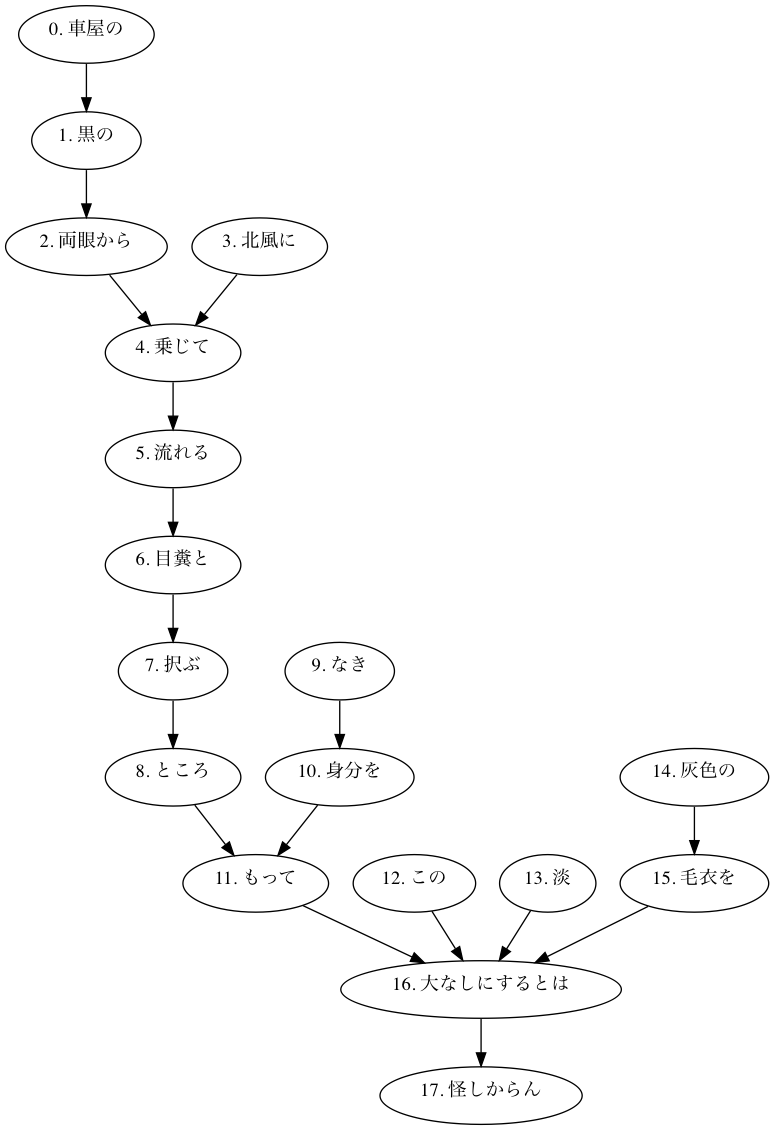 0. 車屋の
1. 黒の
2. 両眼から
3. 北風に
4. 乗じて
5. 流れる
6. 目糞と
7. 択ぶ
9. なき
8. ところ
10. 身分を
14. 灰色の
11. もって
12. この
13. 淡
15. 毛衣を
16. 大なしにするとは
17. 怪しからん